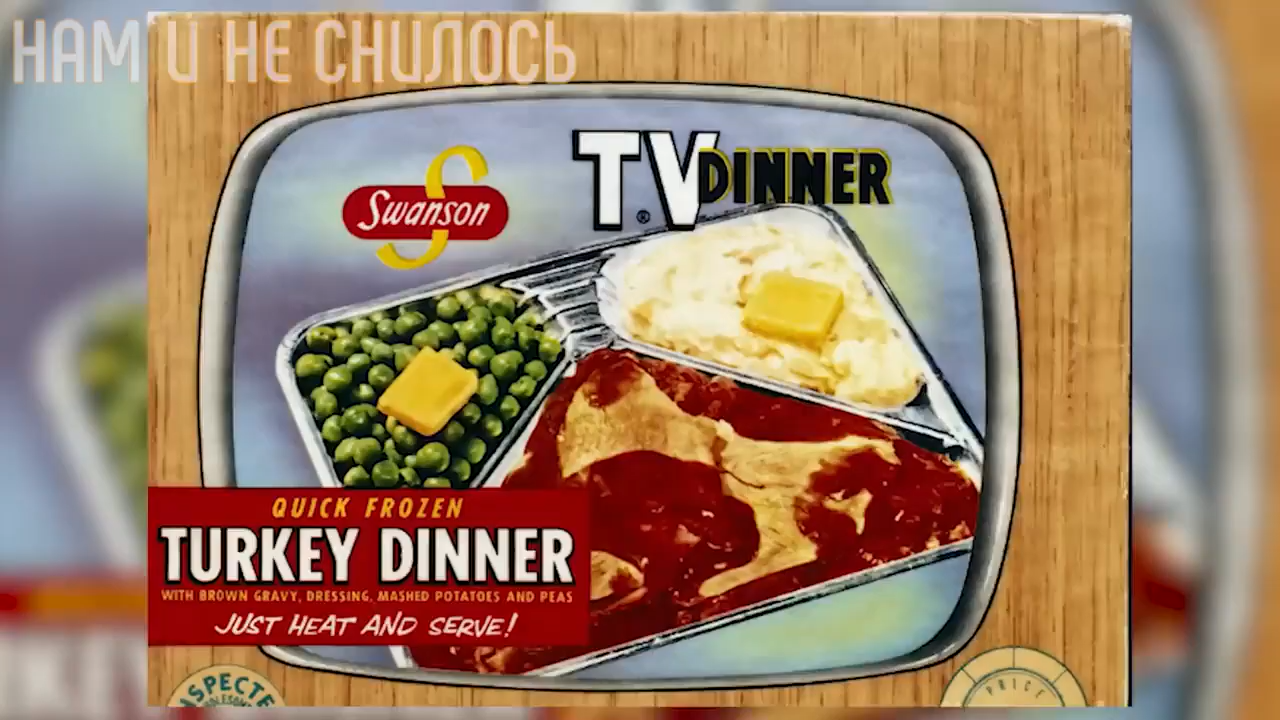 НАМ И НЕ СНИЛОСЬ
T.V. DINNER
®
S
Swanson
QUICK FROZEN
TURKEY DINNER
WITH BROWN GRAVY, DRESSING, MASHED POTATOES AND PEAS
JUST HEAT AND SERVE!
PRICE